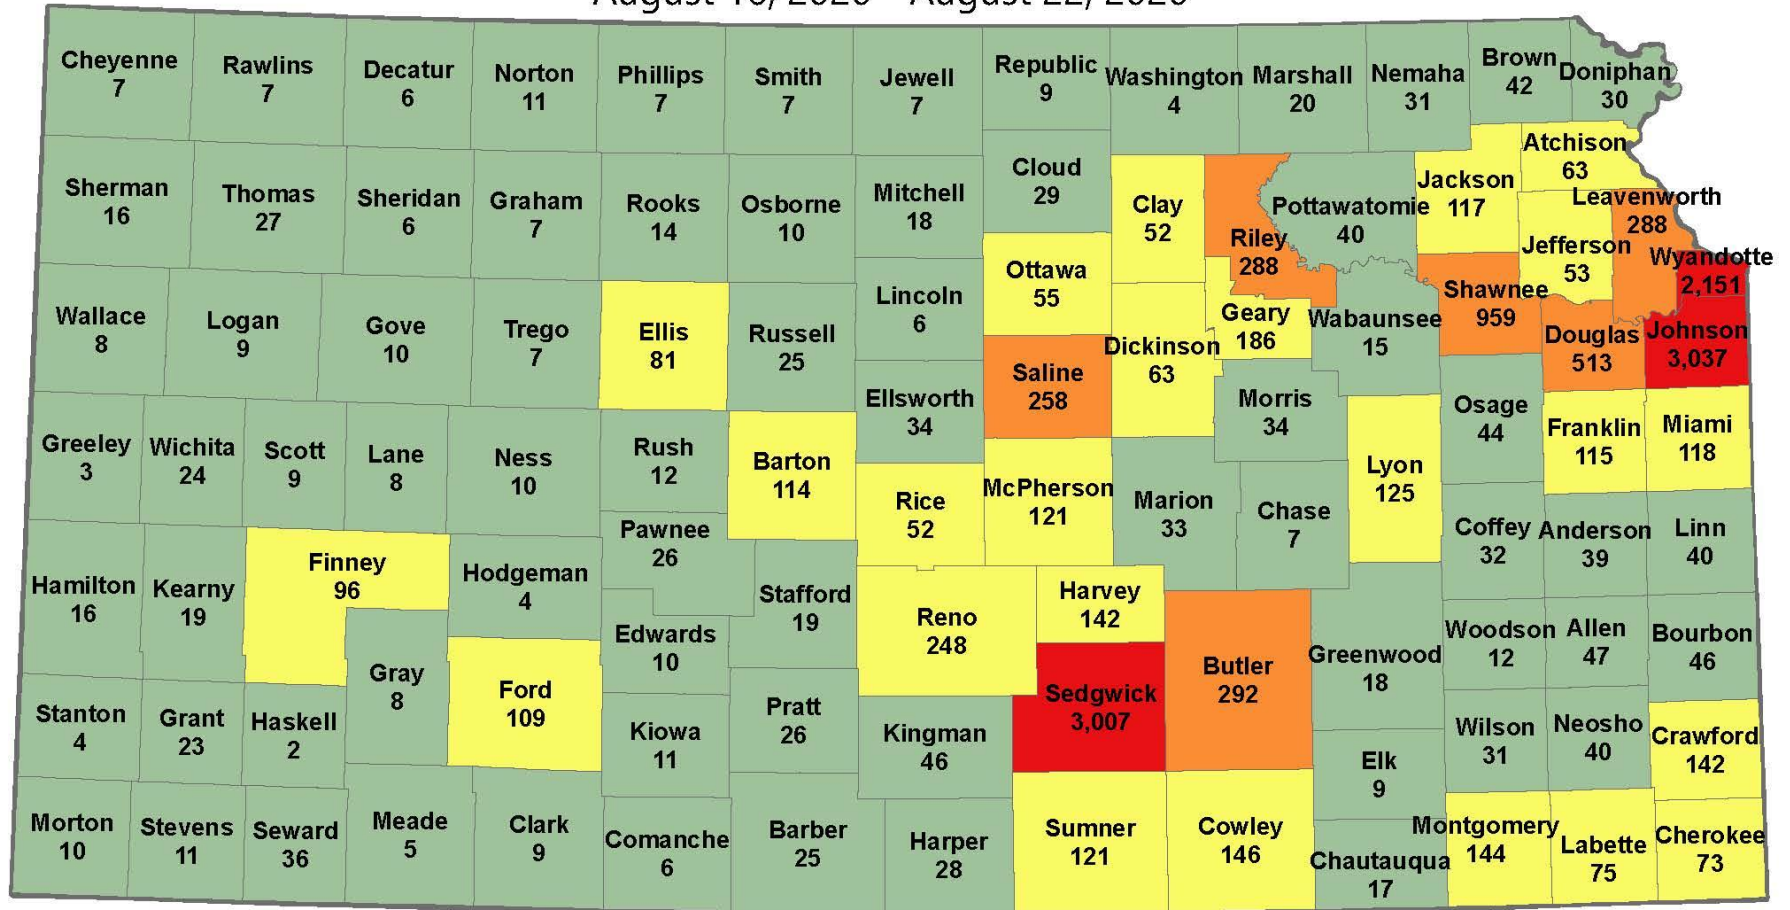 August 16, 2020 - August 22, 2020
Cheyenne
7
Rawlins
7
Decatur
6
Norton
11
Phillips
7
Smith
7
Jewell
7
Republic
9
Washington
4
Marshall
20
Nemaha
31
Brown
42
Doniphan
30
Sherman
16
Thomas
27
Sheridan
6
Graham
7
Rooks
14
Osborne
10
Mitchell
18
Cloud
29
Clay
52
Riley
288
Pottawatomie
40
Jackson
117
Atchison
63
Leavenworth
288
Jefferson
53
Wyandotte
2,151
Wallace
8
Logan
9
Gove
10
Trego
7
Ellis
81
Russell
25
Lincoln
6
Ottawa
55
Saline
258
Dickinson
63
Geary
186
Wabaunsee
15
Shawnee
959
Douglas
513
Johnson
3,037
Ellsworth
34
Morris
34
Osage
44
Franklin
115
Miami
118
Greeley
3
Wichita
24
Scott
9
Lane
8
Ness
10
Rush
12
Barton
114
Rice
52
McPherson
121
Marion
33
Chase
7
Lyon
125
Coffey
32
Anderson
39
Linn
40
Hamilton
16
Kearny
19
Finney
96
Hodgeman
4
Pawnee
26
Stafford
19
Reno
248
Harvey
142
Edwards
10
Gray
8
Ford
109
Sedgwick
3,007
Butler
292
Greenwood
18
Woodson
12
Allen
47
Bourbon
46
Stanton
4
Grant
23
Haskell
2
Kiowa
11
Pratt
26
Kingman
46
Elk
9
Wilson
31
Neosho
40
Crawford
142
Morton
10
Stevens
11
Seward
36
Meade
5
Clark
9
Comanche
6
Barber
25
Harper
28
Sumner
121
Cowley
146
Chautauqua
17
Montgomery
144
Labette
75
Cherokee
73